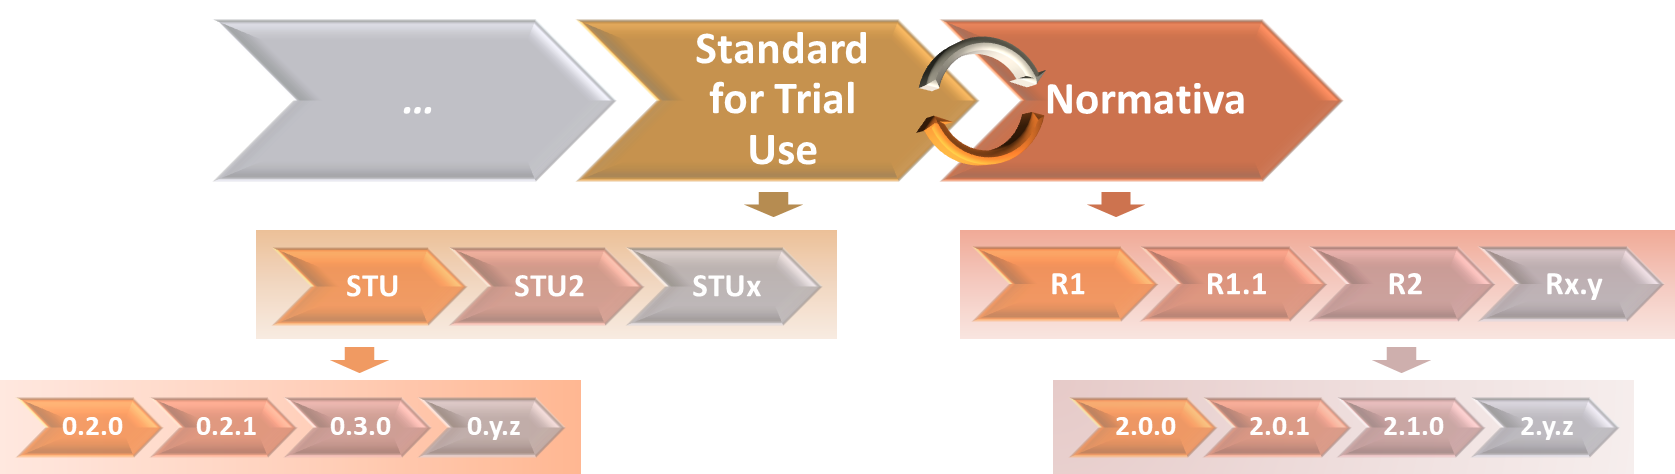 ...
Standard
for Trial
Use
Normativa
STU
STU2
STUx
R1
R1.1
R2
Rx.y
0.2.0
0.2.1
0.3.0
0.y.z
2.0.0
2.0.1
2.1.0
2.y.z